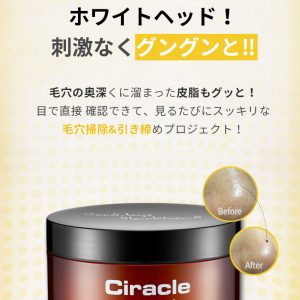 ホワイトヘッド！
刺激なくグングンと!!
毛穴の奥深くに溜まった皮脂もグッと！
目で直接 確認できて、見るたびにスッキリな
毛穴掃除&引き締めプロジェクト！
Before
After
Ciracle